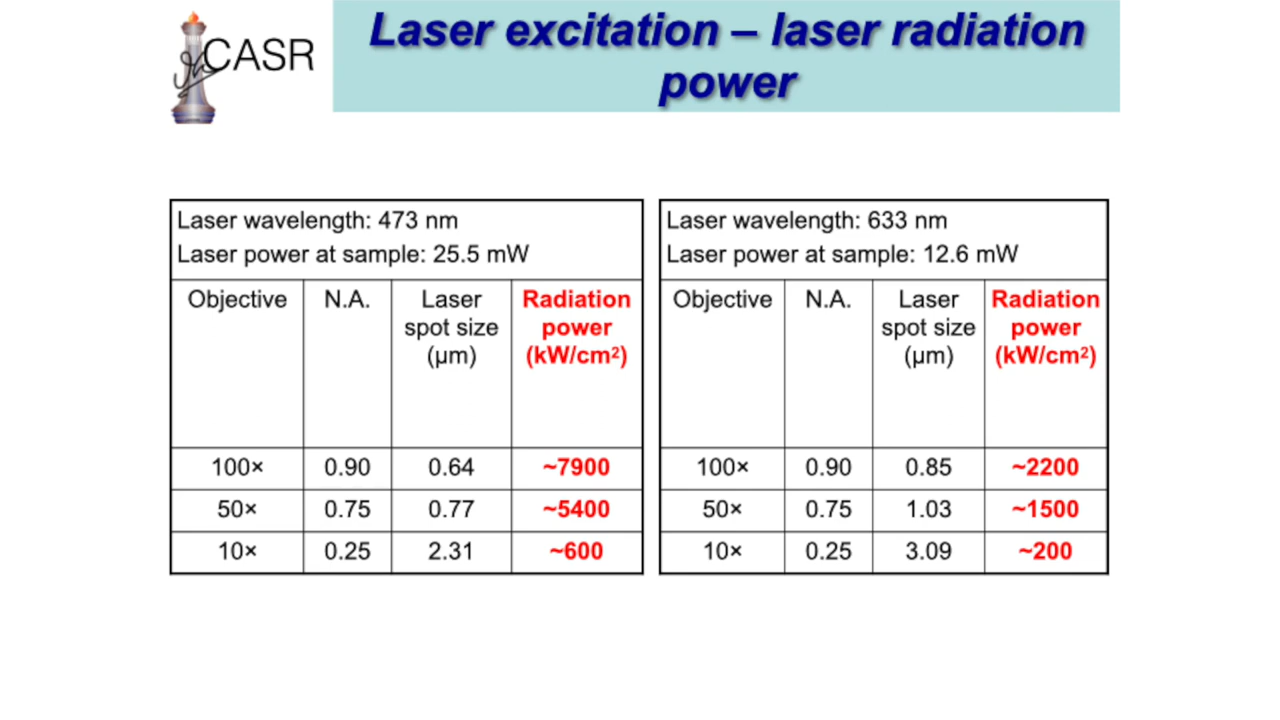 CASR
Laser excitation – laser radiation
power
Laser wavelength: 473 nm
Laser power at sample: 25.5 mW
Objective N.A. Laser Radiation
spot size power
(μm) (kW/cm²)
100× 0.90 0.64 ~7900
50× 0.75 0.77 ~5400
10× 0.25 2.31 ~600
Laser wavelength: 633 nm
Laser power at sample: 12.6 mW
Objective N.A. Laser Radiation
spot size power
(μm) (kW/cm²)
100× 0.90 0.85 ~2200
50× 0.75 1.03 ~1500
10× 0.25 3.09 ~200